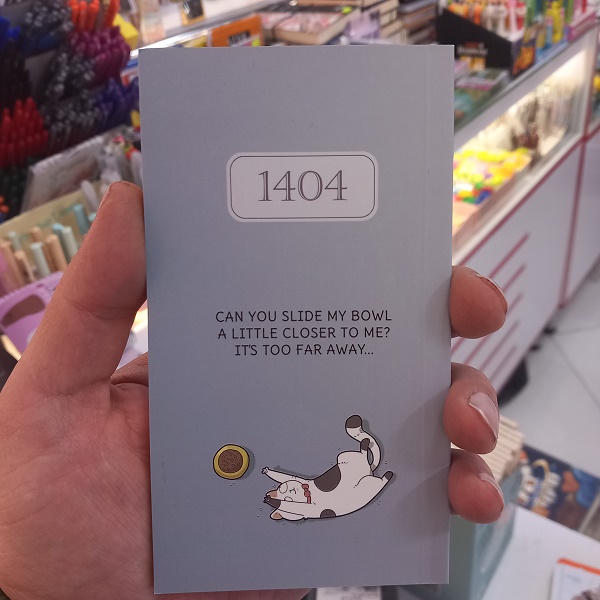 1404
CAN YOU SLIDE MY BOWL
A LITTLE CLOSER TO ME?
IT'S TOO FAR AWAY...